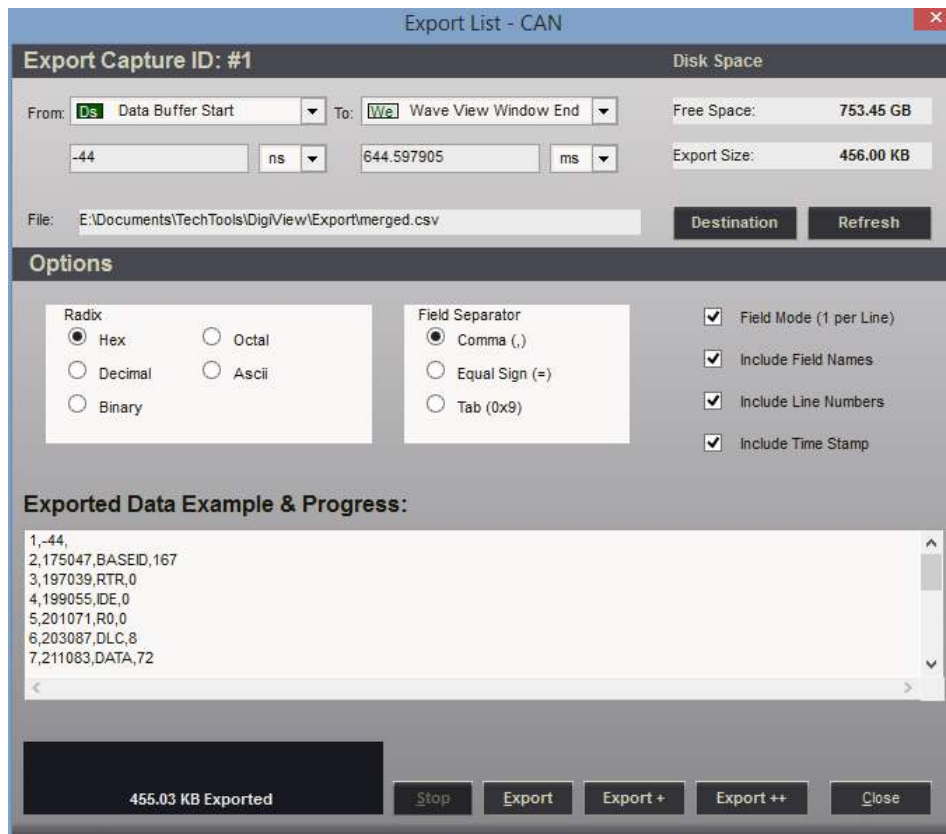 Export List - CAN
Export Capture ID: #1
Disk Space
From: Ds Data Buffer Start To: We Wave View Window End
Free Space: 753.45 GB
-44 ns 644.597905 ms
Export Size: 456.00 KB
File: E:\Documents\TechTools\DigiView\Export\merged.csv
Destination Refresh
Options
Radix
Hex Octal
Decimal Ascii
Binary
Field Separator
Comma (,)
Equal Sign (=)
Tab (0x9)
Field Mode (1 per Line)
Include Field Names
Include Line Numbers
Include Time Stamp
Exported Data Example & Progress:
1,-44,
2,175047,BASEID,167
3,197039,RTR,0
4,199055,IDE,0
5,201071,R0,0
6,203087,DLC,8
7,211083,DATA,72
455.03 KB Exported
Stop Export Export + Export ++ Close